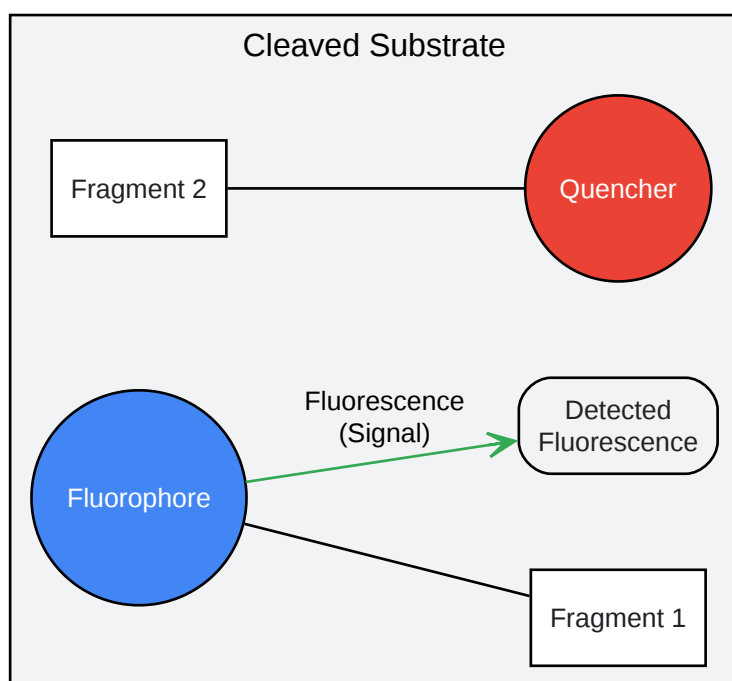 Cleaved Substrate
Fragment 2
Quencher
Fluorescence
(Signal)
Detected
Fluorescence
Fluorophore
Fragment 1